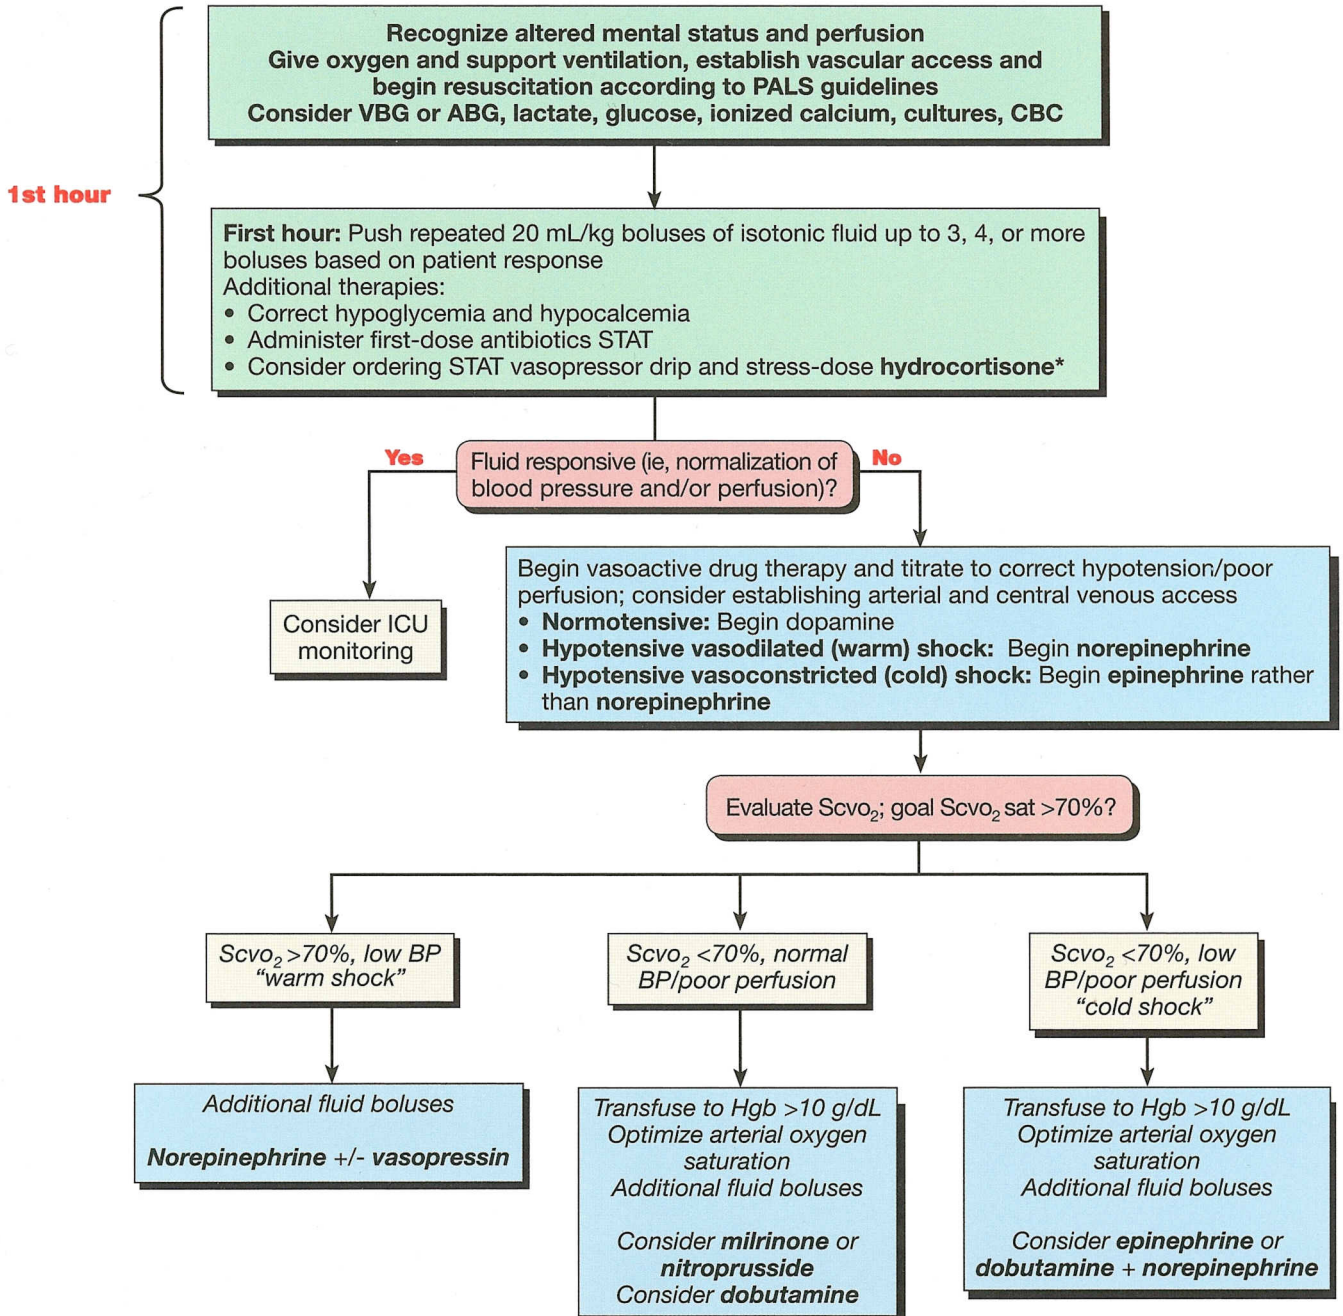 Recognize altered mental status and perfusion
Give oxygen and support ventilation, establish vascular access and
begin resuscitation according to PALS guidelines
Consider VBG or ABG, lactate, glucose, ionized calcium, cultures, CBC
1st hour
First hour: Push repeated 20 mL/kg boluses of isotonic fluid up to 3, 4, or more
boluses based on patient response
Additional therapies:
• Correct hypoglycemia and hypocalcemia
• Administer first-dose antibiotics STAT
• Consider ordering STAT vasopressor drip and stress-dose hydrocortisone*
Yes
Fluid responsive (ie, normalization of
blood pressure and/or perfusion)?
No
Consider ICU
monitoring
Begin vasoactive drug therapy and titrate to correct hypotension/poor
perfusion; consider establishing arterial and central venous access
• Normotensive: Begin dopamine
• Hypotensive vasodilated (warm) shock: Begin norepinephrine
• Hypotensive vasoconstricted (cold) shock: Begin epinephrine rather
than norepinephrine
Evaluate Scvo₂; goal Scvo₂ sat >70%?
Scvo₂ >70%, low BP
“warm shock”
Scvo₂ <70%, normal
BP/poor perfusion
Scvo₂ <70%, low
BP/poor perfusion
“cold shock”
Additional fluid boluses
Norepinephrine +/- vasopressin
Transfuse to Hgb >10 g/dL
Optimize arterial oxygen
saturation
Additional fluid boluses
Consider milrinone or
nitroprusside
Consider dobutamine
Transfuse to Hgb >10 g/dL
Optimize arterial oxygen
saturation
Additional fluid boluses
Consider epinephrine or
dobutamine + norepinephrine